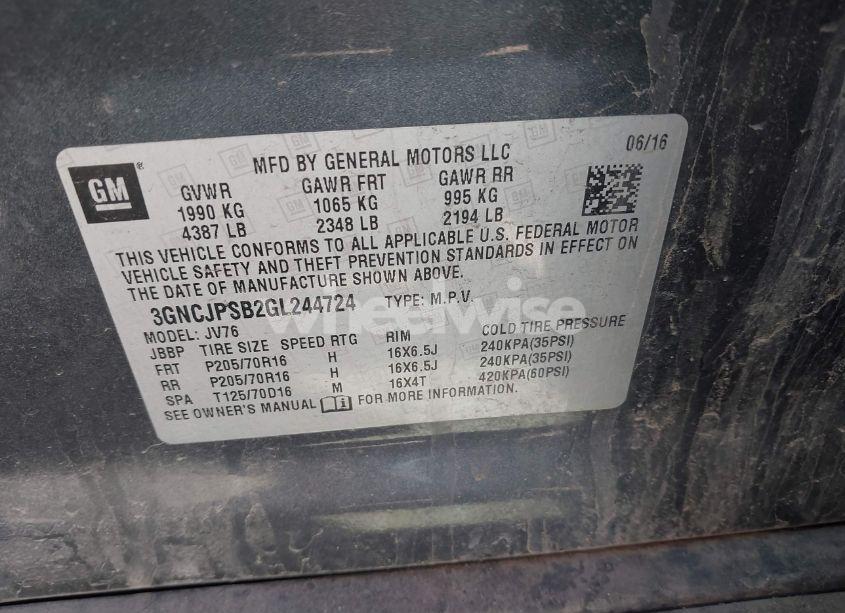 GM
MFD BY GENERAL MOTORS LLC
06/16
GVWR GAWR FRT GAWR RR
1990 KG 1065 KG 995 KG
4387 LB 2348 LB 2194 LB
THIS VEHICLE CONFORMS TO ALL APPLICABLE U.S. FEDERAL MOTOR
VEHICLE SAFETY AND THEFT PREVENTION STANDARDS IN EFFECT ON
THE DATE OF MANUFACTURE SHOWN ABOVE.
3GNCJPSB2GL244724 TYPE: M.P.V.
MODEL: JV76
JBBP TIRE SIZE SPEED RTG RIM COLD TIRE PRESSURE
FRT P205/70R16 H 16X6.5J 240KPA(35PSI)
RR P205/70R16 H 16X6.5J 240KPA(35PSI)
SPA T125/70D16 M 16X4T 420KPA(60PSI)
SEE OWNER'S MANUAL FOR MORE INFORMATION.
wheelwise